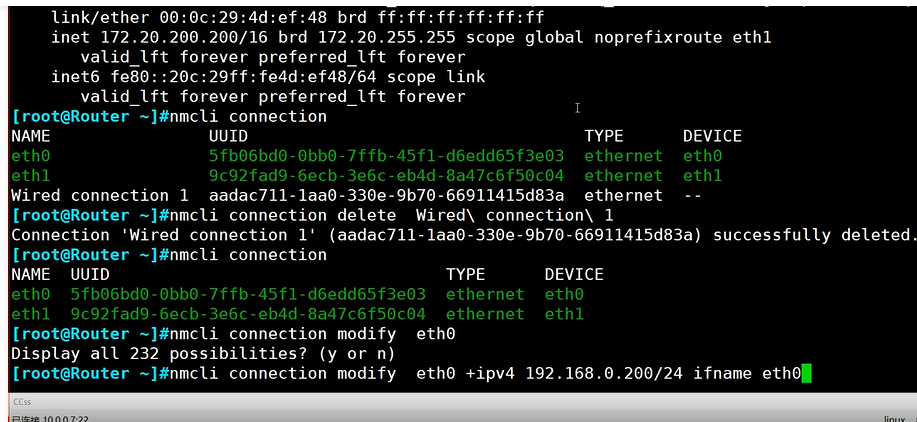 link/ether 00:0c:29:4d:ef:48 brd ff:ff:ff:ff:ff:ff
inet 172.20.200.200/16 brd 172.20.255.255 scope global noprefixroute eth1
valid_lft forever preferred_lft forever
inet6 fe80::20c:29ff:fe4d:ef48/64 scope link
valid_lft forever preferred_lft forever
[root@Router ~]#nmcli connection
NAME UUID TYPE DEVICE
eth0 5fb06bd0-0bb0-7ffb-45f1-d6edd65f3e03 ethernet eth0
eth1 9c92fad9-6ecb-3e6c-eb4d-8a47c6f50c04 ethernet eth1
Wired connection 1 aadac711-1aa0-330e-9b70-66911415d83a ethernet --
[root@Router ~]#nmcli connection delete Wired\ connection\ 1
Connection 'Wired connection 1' (aadac711-1aa0-330e-9b70-66911415d83a) successfully deleted.
[root@Router ~]#nmcli connection
NAME UUID TYPE DEVICE
eth0 5fb06bd0-0bb0-7ffb-45f1-d6edd65f3e03 ethernet eth0
eth1 9c92fad9-6ecb-3e6c-eb4d-8a47c6f50c04 ethernet eth1
[root@Router ~]#nmcli connection modify eth0
Display all 232 possibilities? (y or n)
[root@Router ~]#nmcli connection modify eth0 +ipv4 192.168.0.200/24 ifname eth0
CCss
已连接 10.0.0.7:22 linux